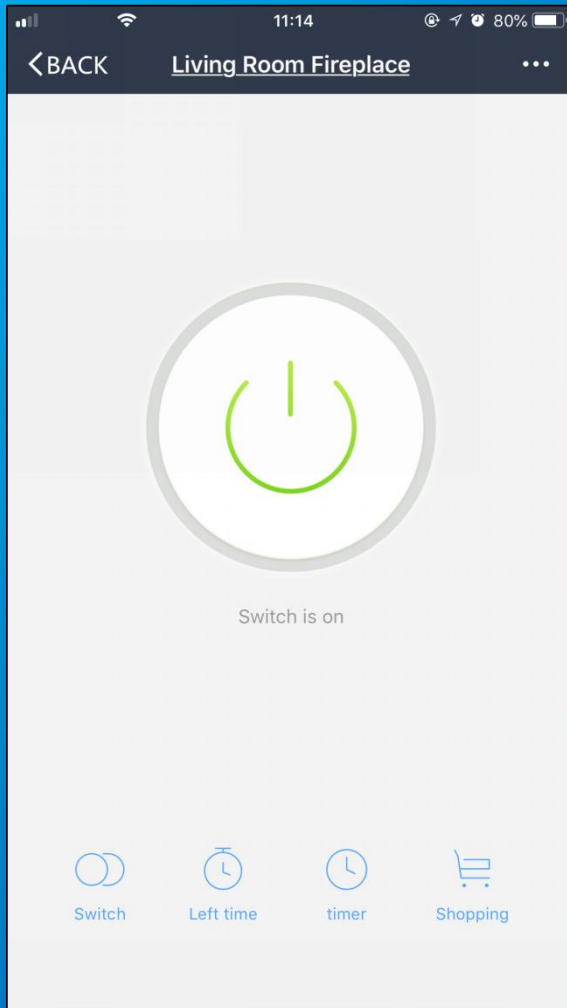 11:14
80%
BACK
Living Room Fireplace
Switch is on
Switch
Left time
timer
Shopping